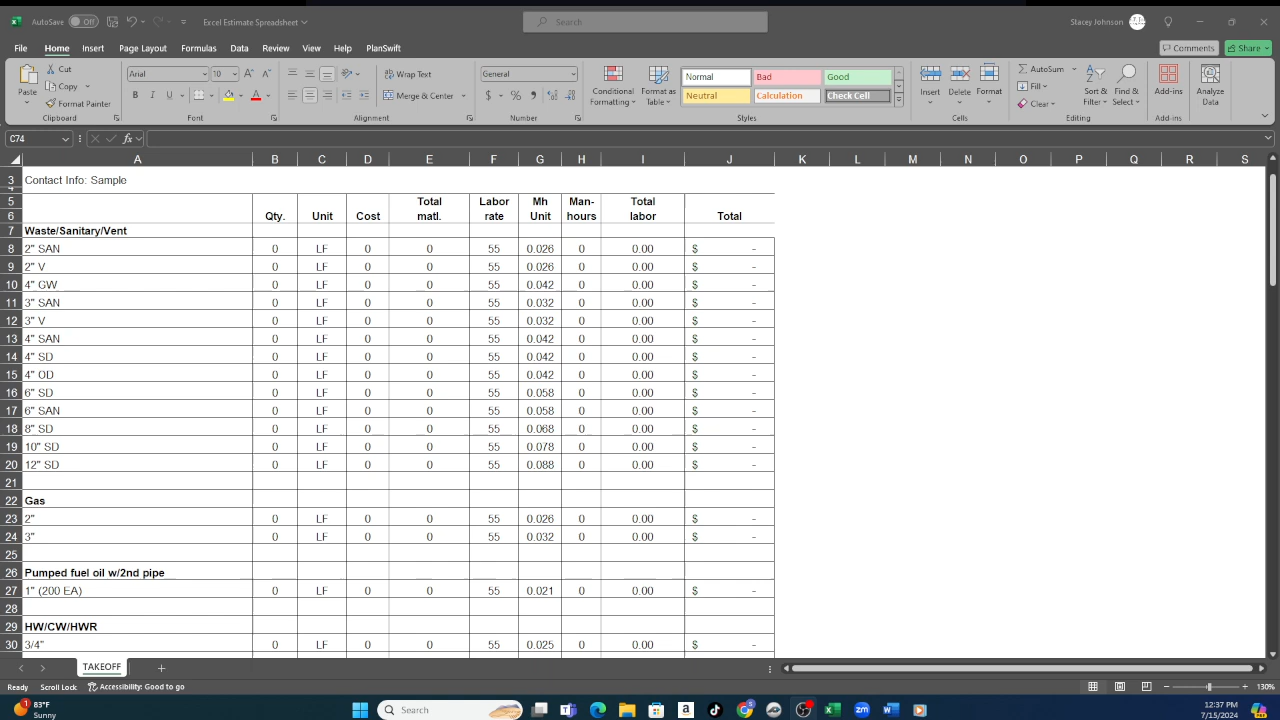 AutoSave Off Excel Estimate Spreadsheet Search Stacey Johnson
File Home Insert Page Layout Formulas Data Review View Help PlanSwift Comments Share
Paste Cut Copy Format Painter Clipboard
Arial 10 B I U Font
Wrap Text Merge & Center Alignment
General $ % Number
Conditional Formatting Format as Table Normal Bad Good Neutral Calculation Check Cell Styles
Insert Delete Format Cells
AutoSum Fill Clear Sort & Filter Find & Select Editing
Add-ins Add-ins
Analyze Data
C74 fx
A B C D E F G H I J K L M N O P Q R S
3 Contact Info: Sample
4
5 Total Labor Mh Man- Total
6 Qty. Unit Cost matl. rate Unit hours labor Total
7 Waste/Sanitary/Vent
8 2" SAN 0 LF 0 0 55 0.026 0 0.00 $ -
9 2" V 0 LF 0 0 55 0.026 0 0.00 $ -
10 4" GW 0 LF 0 0 55 0.042 0 0.00 $ -
11 3" SAN 0 LF 0 0 55 0.032 0 0.00 $ -
12 3" V 0 LF 0 0 55 0.032 0 0.00 $ -
13 4" SAN 0 LF 0 0 55 0.042 0 0.00 $ -
14 4" SD 0 LF 0 0 55 0.042 0 0.00 $ -
15 4" OD 0 LF 0 0 55 0.042 0 0.00 $ -
16 6" SD 0 LF 0 0 55 0.058 0 0.00 $ -
17 6" SAN 0 LF 0 0 55 0.058 0 0.00 $ -
18 8" SD 0 LF 0 0 55 0.068 0 0.00 $ -
19 10" SD 0 LF 0 0 55 0.078 0 0.00 $ -
20 12" SD 0 LF 0 0 55 0.088 0 0.00 $ -
21
22 Gas
23 2" 0 LF 0 0 55 0.026 0 0.00 $ -
24 3" 0 LF 0 0 55 0.032 0 0.00 $ -
25
26 Pumped fuel oil w/2nd pipe
27 1" (200 EA) 0 LF 0 0 55 0.021 0 0.00 $ -
28
29 HW/CW/HWR
30 3/4" 0 LF 0 0 55 0.025 0 0.00 $ -
TAKEOFF
Ready Scroll Lock Accessibility: Good to go 130%
1 83°F
Sunny
Search
zm
12:37 PM
7/15/2024